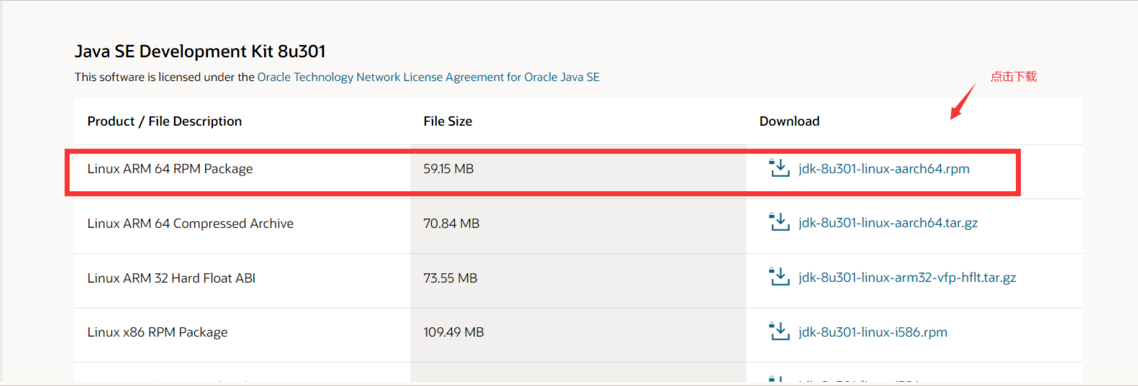 Java SE Development Kit 8u301
This software is licensed under the Oracle Technology Network License Agreement for Oracle Java SE
点击下载
Product / File Description File Size Download
Linux ARM 64 RPM Package 59.15 MB jdk-8u301-linux-aarch64.rpm
Linux ARM 64 Compressed Archive 70.84 MB jdk-8u301-linux-aarch64.tar.gz
Linux ARM 32 Hard Float ABI 73.55 MB jdk-8u301-linux-arm32-vfp-hflt.tar.gz
Linux x86 RPM Package 109.49 MB jdk-8u301-linux-i586.rpm